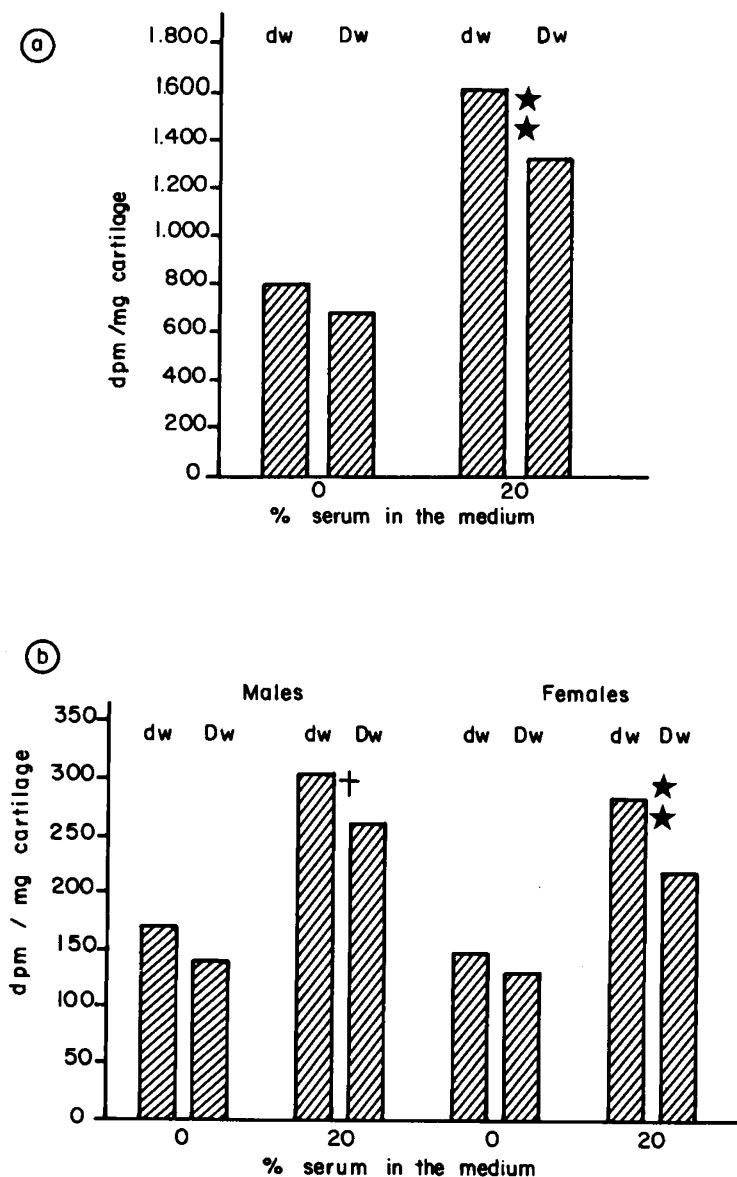 a
dw Dw dw Dw
1.800
1.600
1.400
1.200
1.000
800
600
400
200
0
dpm/mg cartilage
0 20
% serum in the medium
b
Males Females
dw Dw dw Dw dw Dw dw Dw
350
300
250
200
150
100
50
0
dpm / mg cartilage
†
0 20 0 20
% serum in the medium